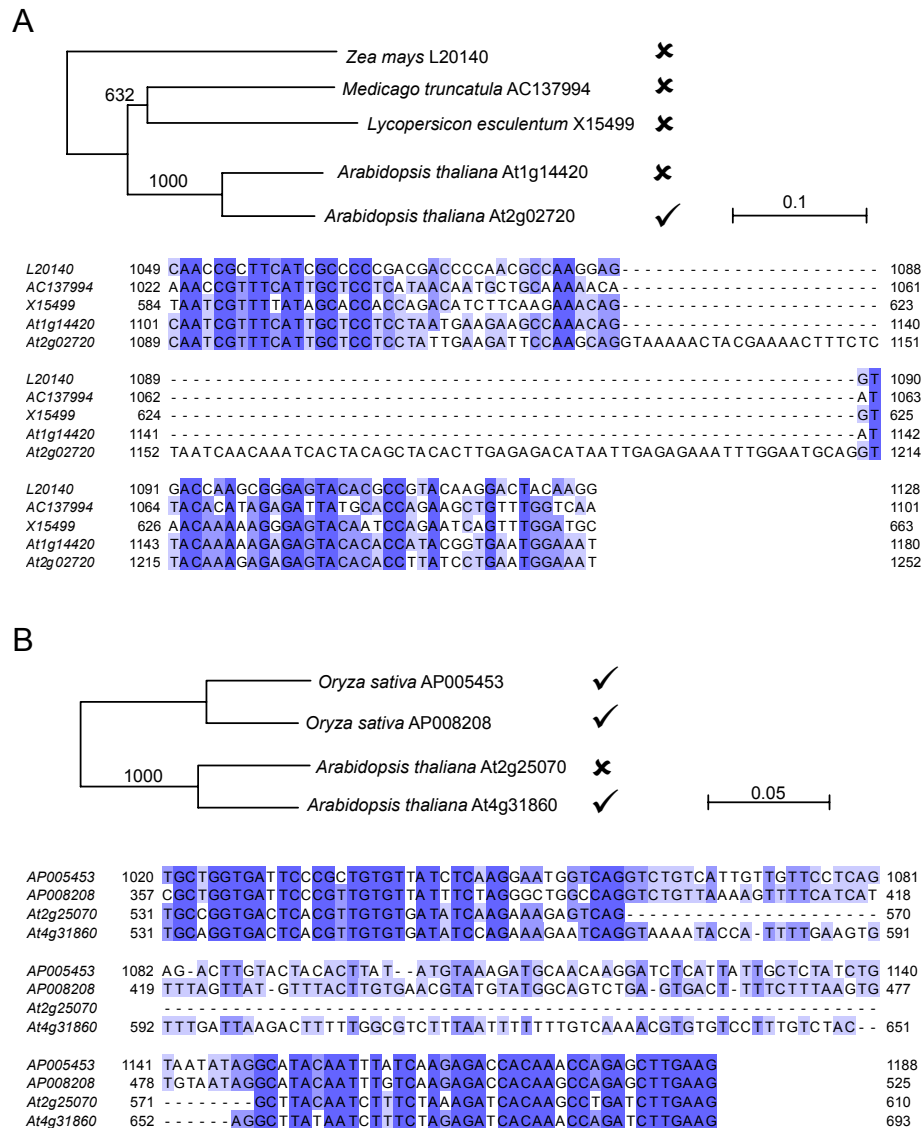 A
Zea mays L20140 ✘
632
Medicago truncatula AC137994 ✘
Lycopersicon esculentum X15499 ✘
Arabidopsis thaliana At1g14420 ✘
1000
0.1
Arabidopsis thaliana At2g02720 ✓
L20140 1049 CAACCGCTTCATCGCCCCCGACGACCCCAACGCCAAGGAG----------------------- 1088
AC137994 1022 AAACCGTTTCATTGCTCCTCATAACAATGCTGCAAAAACA----------------------- 1061
X15499 584 TAATCGTTTTATAGCACCACCAGACATCTTCAAGAAACAG----------------------- 623
At1g14420 1101 CAATCGTTTCATTGCTCCTCCTAATGAAGAAGCCAAACAG----------------------- 1140
At2g02720 1089 CAATCGTTTCATTGCTCCTCCTATTGAAGATTCCAAGCAGGTAAAAACTACGAAAACTTTCTC 1151
L20140 1089 -------------------------------------------------------------GT 1090
AC137994 1062 -------------------------------------------------------------AT 1063
X15499 624 -------------------------------------------------------------GT 625
At1g14420 1141 -------------------------------------------------------------AT 1142
At2g02720 1152 TAATCAACAAATCACTACAGCTACACTTGAGAGACATAATTGAGAGAAATTTGGAATGCAGGT 1214
L20140 1091 GACCAAGCGGGAGTACACGCCGTACAAGGACTACAAGG 1128
AC137994 1064 TACACATAGAGATTATGCACCAGAAGCTGTTTGGTCAA 1101
X15499 626 AACAAAAAGGGAGTACAATCCAGAATCAGTTTGGATGC 663
At1g14420 1143 TACAAAAAGAGAGTACACACCATACGGTGAATGGAAAT 1180
At2g02720 1215 TACAAAGAGAGAGTACACACCTTATCCTGAATGGAAAT 1252
B
Oryza sativa AP005453 ✓
Oryza sativa AP008208 ✓
Arabidopsis thaliana At2g25070 ✘
1000
0.05
Arabidopsis thaliana At4g31860 ✓
AP005453 1020 TGCTGGTGATTCCCGCTGTGTTATCTCAAGGAATGGTCAGGTCTGTCATTGTTGTTCCTCAG 1081
AP008208 357 CGCTGGTGATTCCCGTTGTGTTATTTCTAGGGCTGGCCAGGTCTGTTAAAAGTTTTCATCAT 418
At2g25070 531 TGCCGGTGACTCACGTTGTGTGATATCAAGAAAGAGTCAG---------------------- 570
At4g31860 531 TGCAGGTGACTCACGTTGTGTGATATCCAGAAAGAATCAGGTAAAATACCA-TTTTGAAGTG 591
AP005453 1082 AG-ACTTGTACTACACTTAT--ATGTAAAGATGCAACAAGGATCTCATTATTGCTCTATCTG 1140
AP008208 419 TTTAGTTAT-GTTTACTTGTGAACGTATGTATGGCAGTCTGA-GTGACT-TTTCTTTAAGTG 477
At2g25070 --------------------------------------------------------------
At4g31860 592 TTTGATTAAGACTTTTTGGCGTCTTTAATTTTTTTGTCAAAACGTGTGTCCTTTGTCTAC- 651
AP005453 1141 TAATATAGGCATACAATTTATCAAGAGACCACAAACCAGAGCTTGAAG 1188
AP008208 478 TGTAATAGGCATACAATTTGTCAAGAGACCACAAGCCAGAGCTTGAAG 525
At2g25070 571 --------GCTTACAATCTTTCTAAAGATCACAAGCCTGATCTTGAAG 610
At4g31860 652 ------AGGCTTATAATCTTTCTAGAGATCACAAACCAGATCTTGAAG 693